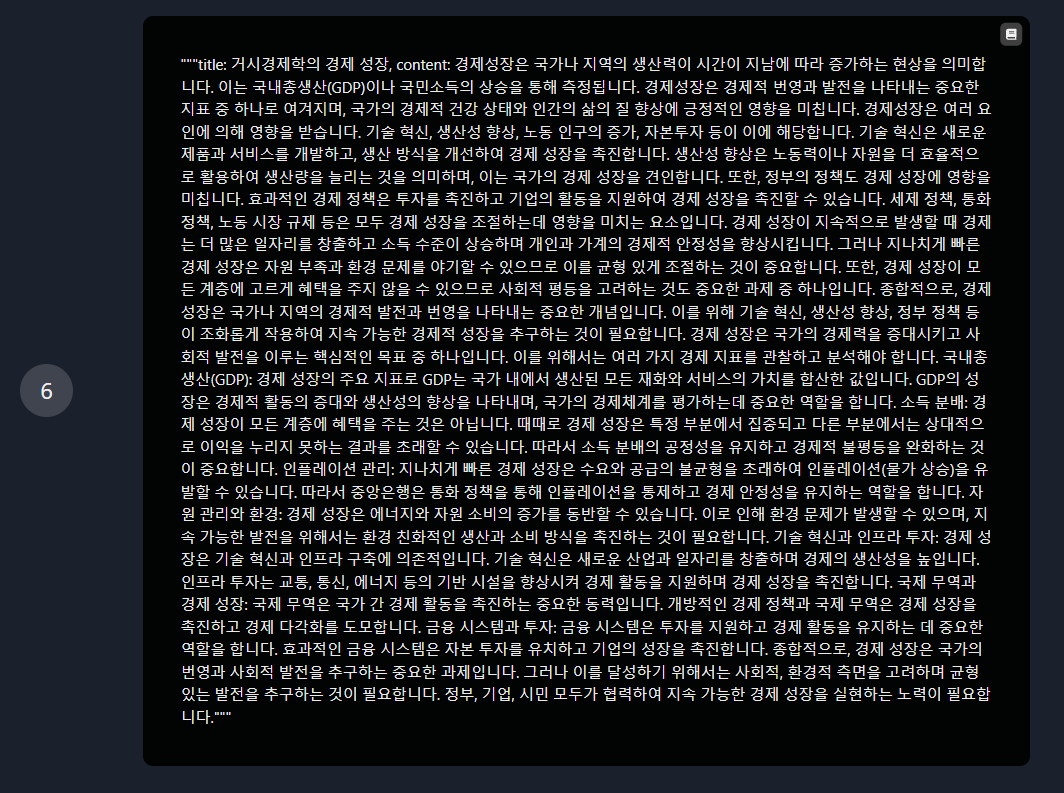 """title: 거시경제학의 경제 성장, content: 경제성장은 국가나 지역의 생산력이 시간이 지남에 따라 증가하는 현상을 의미합
니다. 이는 국내총생산(GDP)이나 국민소득의 상승을 통해 측정됩니다. 경제성장은 경제적 번영과 발전을 나타내는 중요한
지표 중 하나로 여겨지며, 국가의 경제적 건강 상태와 인간의 삶의 질 향상에 긍정적인 영향을 미칩니다. 경제성장은 여러 요
인에 의해 영향을 받습니다. 기술 혁신, 생산성 향상, 노동 인구의 증가, 자본투자 등이 이에 해당합니다. 기술 혁신은 새로운
제품과 서비스를 개발하고, 생산 방식을 개선하여 경제 성장을 촉진합니다. 생산성 향상은 노동력이나 자원을 더 효율적으
로 활용하여 생산량을 늘리는 것을 의미하며, 이는 국가의 경제 성장을 견인합니다. 또한, 정부의 정책도 경제 성장에 영향을
미칩니다. 효과적인 경제 정책은 투자를 촉진하고 기업의 활동을 지원하여 경제 성장을 촉진할 수 있습니다. 세제 정책, 통화
정책, 노동 시장 규제 등은 모두 경제 성장을 조절하는데 영향을 미치는 요소입니다. 경제 성장이 지속적으로 발생할 때 경제
는 더 많은 일자리를 창출하고 소득 수준이 상승하며 개인과 가계의 경제적 안정성을 향상시킵니다. 그러나 지나치게 빠른
경제 성장은 자원 부족과 환경 문제를 야기할 수 있으므로 이를 균형 있게 조절하는 것이 중요합니다. 또한, 경제 성장이 모
든 계층에 고르게 혜택을 주지 않을 수 있으므로 사회적 평등을 고려하는 것도 중요한 과제 중 하나입니다. 종합적으로, 경제
성장은 국가나 지역의 경제적 발전과 번영을 나타내는 중요한 개념입니다. 이를 위해 기술 혁신, 생산성 향상, 정부 정책 등
이 조화롭게 작용하여 지속 가능한 경제적 성장을 추구하는 것이 필요합니다. 경제 성장은 국가의 경제력을 증대시키고 사
회적 발전을 이루는 핵심적인 목표 중 하나입니다. 이를 위해서는 여러 가지 경제 지표를 관찰하고 분석해야 합니다. 국내총
생산(GDP): 경제 성장의 주요 지표로 GDP는 국가 내에서 생산된 모든 재화와 서비스의 가치를 합산한 값입니다. GDP의 성
장은 경제적 활동의 증대와 생산성의 향상을 나타내며, 국가의 경제체계를 평가하는데 중요한 역할을 합니다. 소득 분배: 경
제 성장이 모든 계층에 혜택을 주는 것은 아닙니다. 때때로 경제 성장은 특정 부분에서 집중되고 다른 부분에서는 상대적으
로 이익을 누리지 못하는 결과를 초래할 수 있습니다. 따라서 소득 분배의 공정성을 유지하고 경제적 불평등을 완화하는 것
이 중요합니다. 인플레이션 관리: 지나치게 빠른 경제 성장은 수요와 공급의 불균형을 초래하여 인플레이션(물가 상승)을 유
발할 수 있습니다. 따라서 중앙은행은 통화 정책을 통해 인플레이션을 통제하고 경제 안정성을 유지하는 역할을 합니다. 자
원 관리와 환경: 경제 성장은 에너지와 자원 소비의 증가를 동반할 수 있습니다. 이로 인해 환경 문제가 발생할 수 있으며, 지
속 가능한 발전을 위해서는 환경 친화적인 생산과 소비 방식을 촉진하는 것이 필요합니다. 기술 혁신과 인프라 투자: 경제 성
장은 기술 혁신과 인프라 구축에 의존적입니다. 기술 혁신은 새로운 산업과 일자리를 창출하며 경제의 생산성을 높입니다.
인프라 투자는 교통, 통신, 에너지 등의 기반 시설을 향상시켜 경제 활동을 지원하며 경제 성장을 촉진합니다. 국제 무역과
경제 성장: 국제 무역은 국가 간 경제 활동을 촉진하는 중요한 동력입니다. 개방적인 경제 정책과 국제 무역은 경제 성장을
촉진하고 경제 다각화를 도모합니다. 금융 시스템과 투자: 금융 시스템은 투자를 지원하고 경제 활동을 유지하는 데 중요한
역할을 합니다. 효과적인 금융 시스템은 자본 투자를 유치하고 기업의 성장을 촉진합니다. 종합적으로, 경제 성장은 국가의
번영과 사회적 발전을 추구하는 중요한 과제입니다. 그러나 이를 달성하기 위해서는 사회적, 환경적 측면을 고려하며 균형
있는 발전을 추구하는 것이 필요합니다. 정부, 기업, 시민 모두가 협력하여 지속 가능한 경제 성장을 실현하는 노력이 필요합
니다."""
6